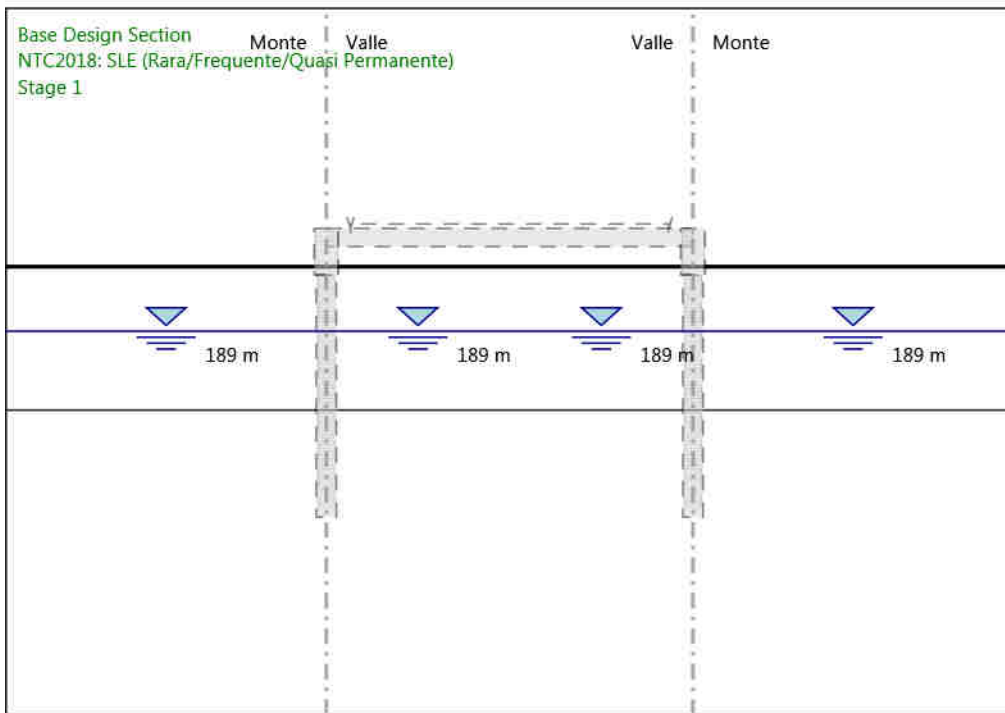 Base Design Section
NTC2018: SLE (Rara/Frequente/Quasi Permanente)
Stage 1
Monte Valle Valle Monte
189 m 189 m 189 m 189 m